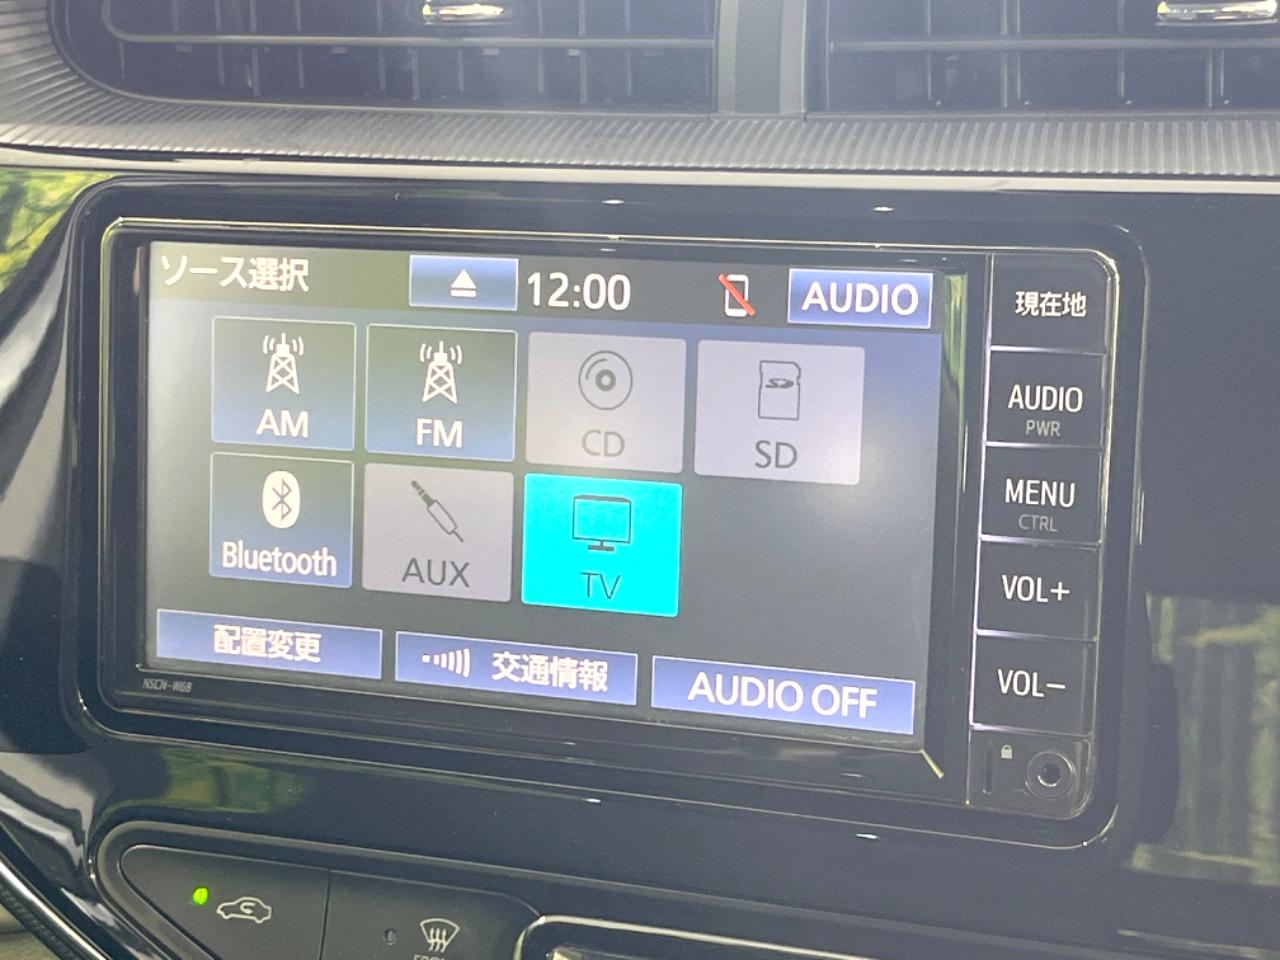 ソース選択
12:00
AUDIO
AM
FM
CD
SD
Bluetooth
AUX
TV
配置変更
交通情報
AUDIO OFF
NSCN-W68
現在地
AUDIO
PWR
MENU
CTRL
VOL+
VOL-